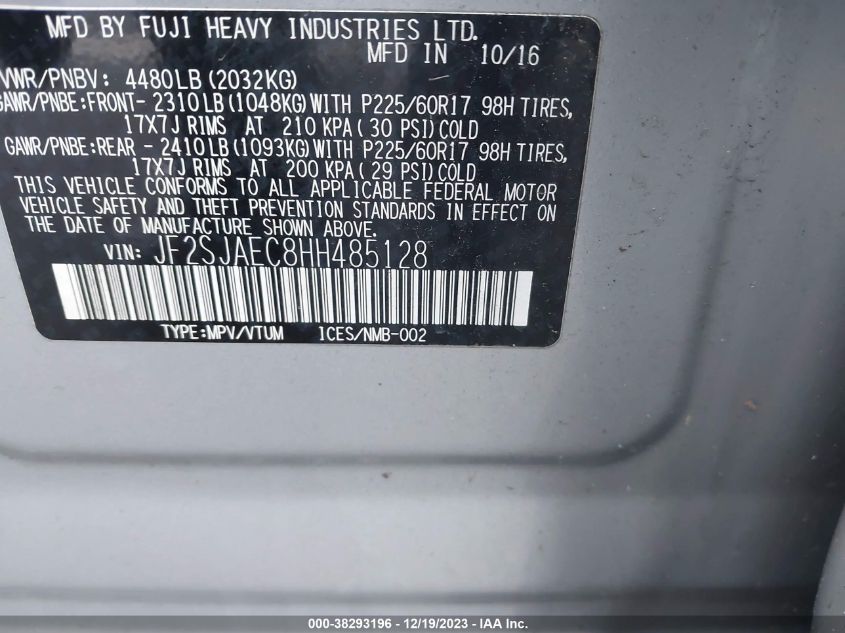 MFD BY FUJI HEAVY INDUSTRIES LTD.
MFD IN 10/16
VWR/PNBV: 4480LB(2032KG)
GAWR/PNBE:FRONT- 2310LB(1048KG)WITH P225/60R17 98H TIRES,
17X7J RIMS AT 210 KPA( 30 PSI)COLD
GAWR/PNBE:REAR - 2410LB(1093KG)WITH P225/60R17 98H TIRES,
17X7J RIMS AT 200 KPA( 29 PSI)COLD
THIS VEHICLE CONFORMS TO ALL APPLICABLE FEDERAL MOTOR
VEHICLE SAFETY AND THEFT PREVENTION STANDARDS IN EFFECT ON
THE DATE OF MANUFACTURE SHOWN ABOVE.
VIN: JF2SJAEC8HH485128
TYPE:MPV/VTUM ICES/NMB-002
000-38293196 - 12/19/2023 - IAA Inc.